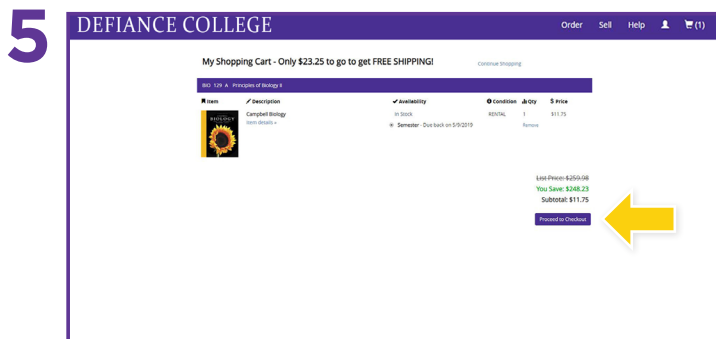 5
DEFIANCE COLLEGE
Order Sell Help (1)
My Shopping Cart - Only $23.25 to go to get FREE SHIPPING!
Continue Shopping
BIO 129 A Principles of Biology II
Item Description Availability Condition Qty $ Price
BIOLOGY
Campbell Biology In Stock RENTAL 1 $11.75
item details » Semester - Due back on 5/9/2019 Remove
List Price: $259.98
You Save: $248.23
Subtotal: $11.75
Proceed to Checkout